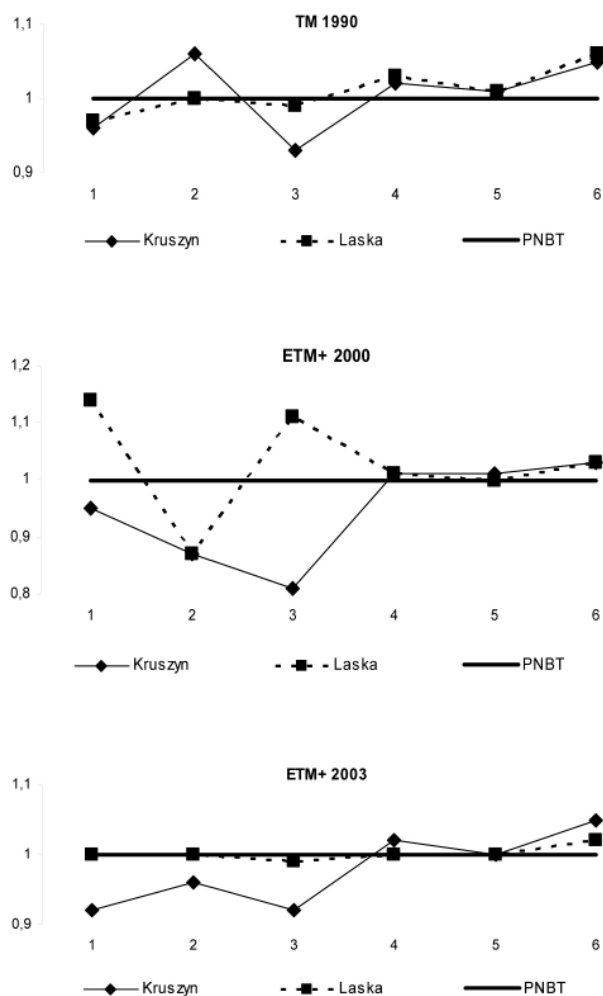 TM 1990
1,1
1
0,9
1 2 3 4 5 6
Kruszyn Laska PNBT
ETM+ 2000
1,2
1,1
1
0,9
0,8
1 2 3 4 5 6
Kruszyn Laska PNBT
ETM+ 2003
1,1
1
0,9
1 2 3 4 5 6
Kruszyn Laska PNBT